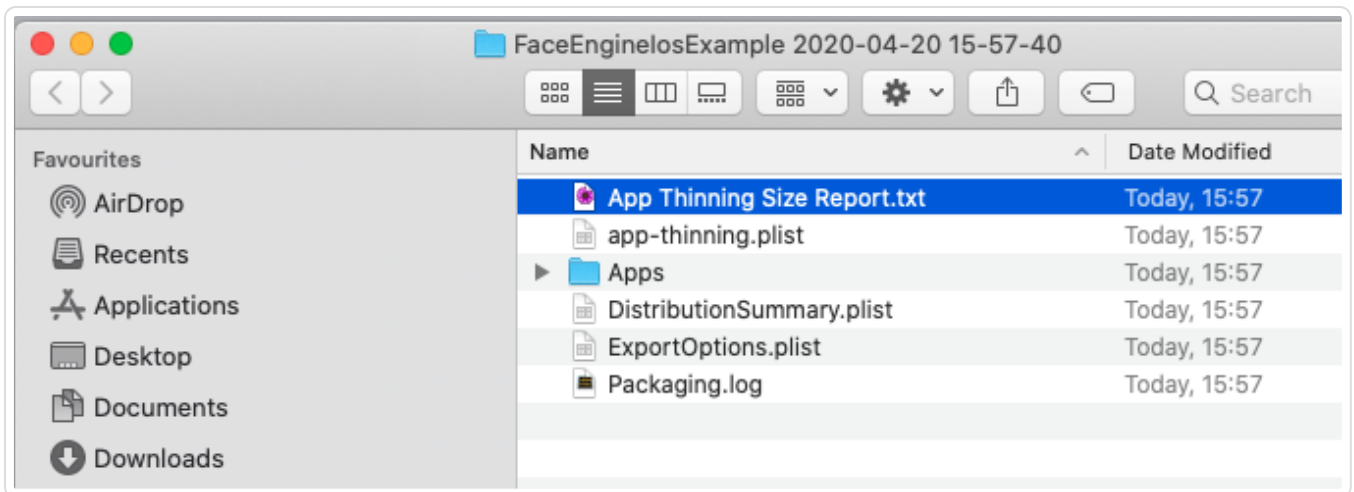 FaceEngineIosExample 2020-04-20 15-57-40
Search
Favourites
AirDrop
Recents
Applications
Desktop
Documents
Downloads
Name Date Modified
App Thinning Size Report.txt Today, 15:57
app-thinning.plist Today, 15:57
Apps Today, 15:57
DistributionSummary.plist Today, 15:57
ExportOptions.plist Today, 15:57
Packaging.log Today, 15:57